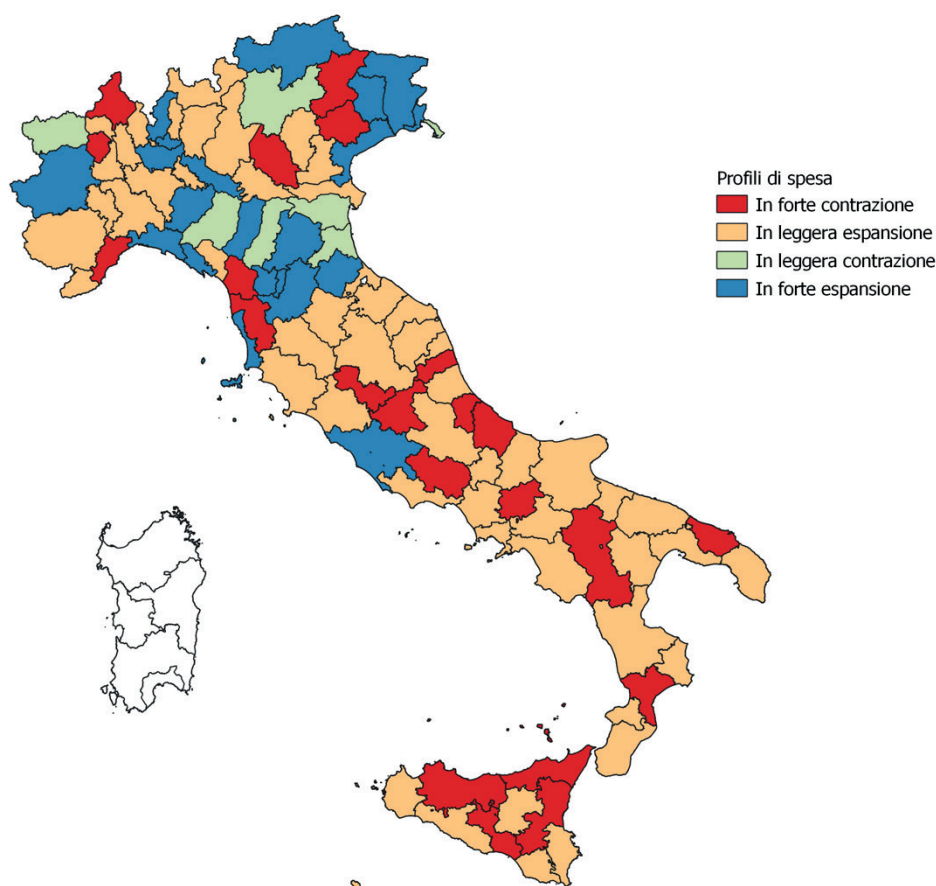 Profili di spesa
In forte contrazione
In leggera espansione
In leggera contrazione
In forte espansione